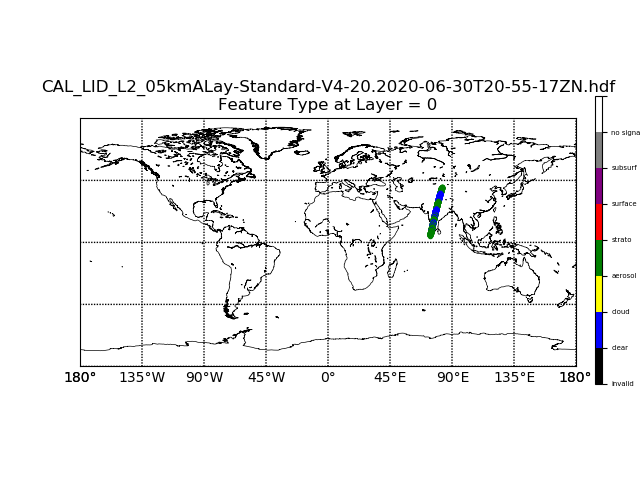 CAL_LID_L2_05kmALay-Standard-V4-20.2020-06-30T20-55-17ZN.hdf
Feature Type at Layer = 0
no signa
subsurf
surface
strato
aerosol
cloud
clear
invalid
180° 135°W 90°W 45°W 0° 45°E 90°E 135°E 180°